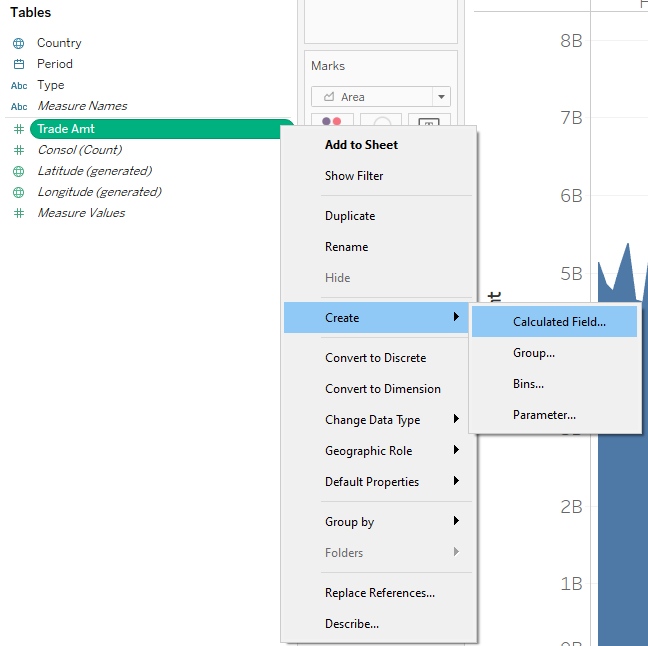 Tables
Country
Period
Abc Type
Abc Measure Names
Trade Amt
Consol (Count)
Latitude (generated)
Longitude (generated)
Measure Values
Marks
Area
Add to Sheet
Show Filter
Duplicate
Rename
Hide
Create
Convert to Discrete
Convert to Dimension
Change Data Type
Geographic Role
Default Properties
Group by
Folders
Replace References...
Describe...
Calculated Field...
Group...
Bins...
Parameter...
8B
7B
6B
5B
2B
1B